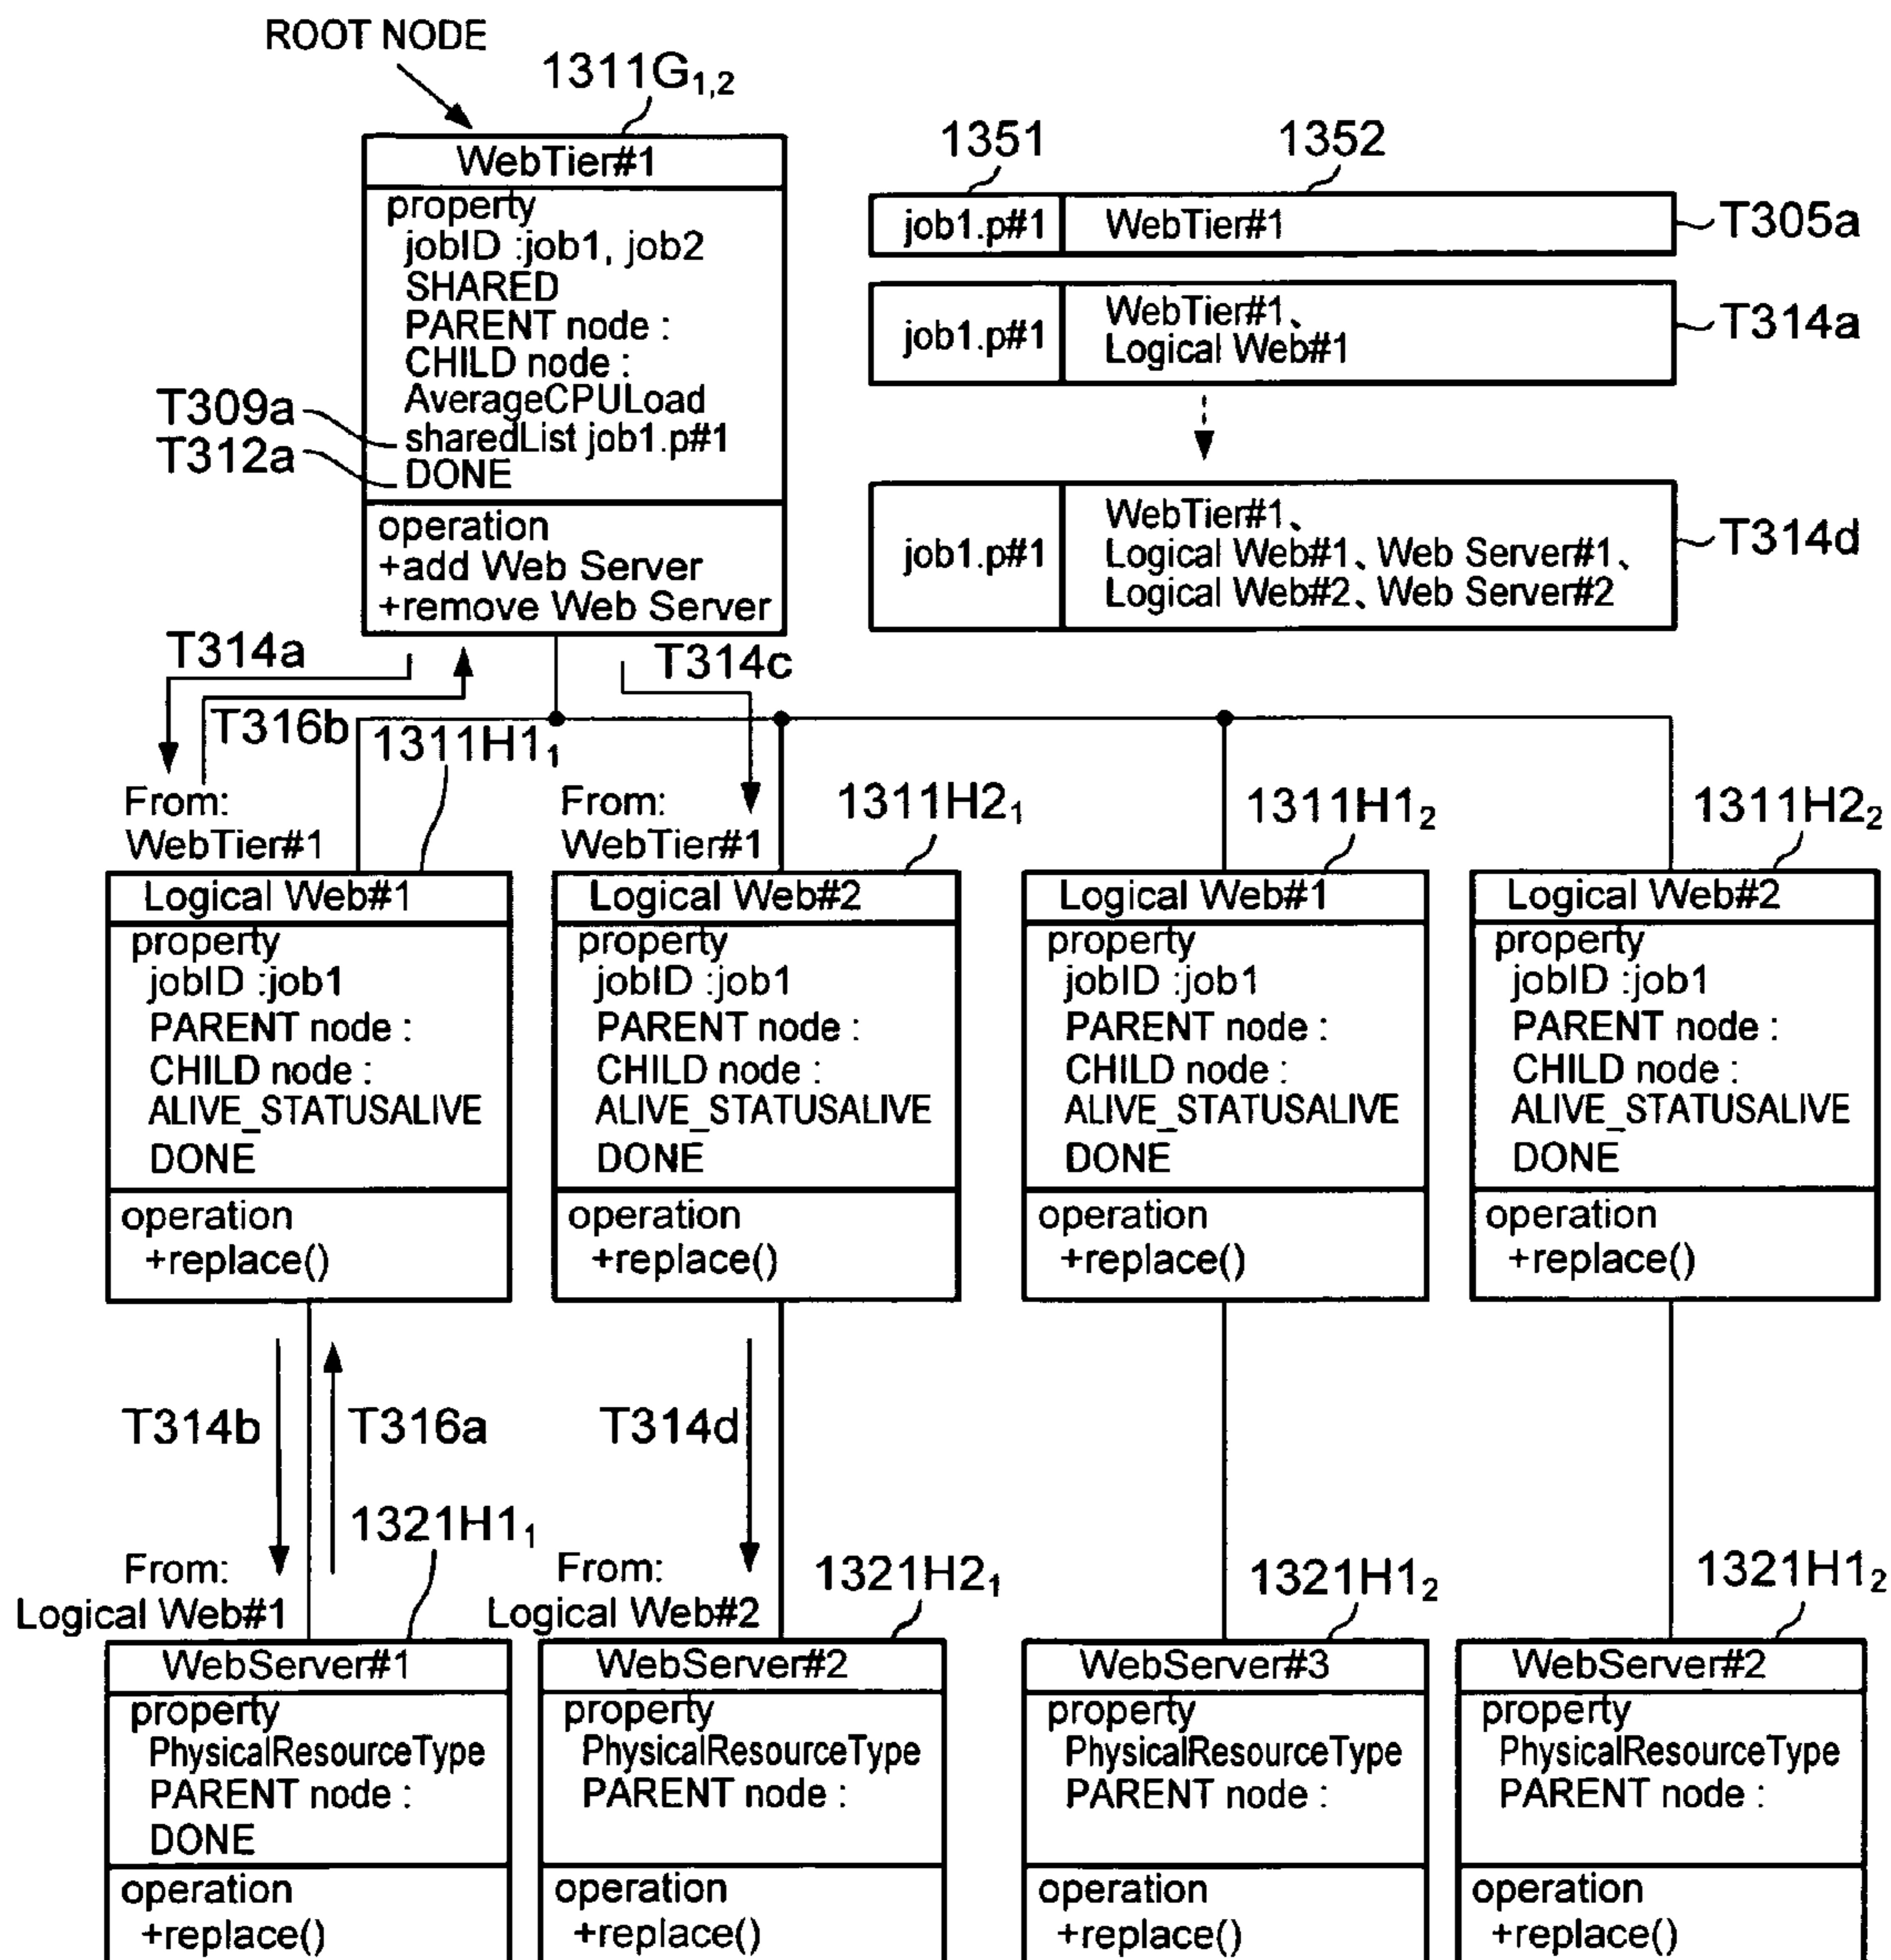 ROOT NODE
1311G1,2
WebTier#1
property
jobID :job1, job2
SHARED
PARENT node :
CHILD node :
AverageCPULoad
sharedList job1.p#1
DONE
operation
+add Web Server
+remove Web Server
T309a
T312a
1351
1352
job1.p#1
WebTier#1
T305a
job1.p#1
WebTier#1、
Logical Web#1
T314a
job1.p#1
WebTier#1、
Logical Web#1、Web Server#1、
Logical Web#2、Web Server#2
T314d
T314a
T316b
T314c
From:
WebTier#1
1311H11
Logical Web#1
property
jobID :job1
PARENT node :
CHILD node :
ALIVE_STATUSALIVE
DONE
operation
+replace()
From:
WebTier#1
1311H21
Logical Web#2
property
jobID :job1
PARENT node :
CHILD node :
ALIVE_STATUSALIVE
DONE
operation
+replace()
1311H12
Logical Web#1
property
jobID :job1
PARENT node :
CHILD node :
ALIVE_STATUSALIVE
DONE
operation
+replace()
1311H22
Logical Web#2
property
jobID :job1
PARENT node :
CHILD node :
ALIVE_STATUSALIVE
DONE
operation
+replace()
T314b
T316a
T314d
From:
Logical Web#1
1321H11
WebServer#1
property
PhysicalResourceType
PARENT node :
DONE
operation
+replace()
From:
Logical Web#2
1321H21
WebServer#2
property
PhysicalResourceType
PARENT node :
operation
+replace()
1321H12
WebServer#3
property
PhysicalResourceType
PARENT node :
operation
+replace()
1321H12
WebServer#2
property
PhysicalResourceType
PARENT node :
operation
+replace()